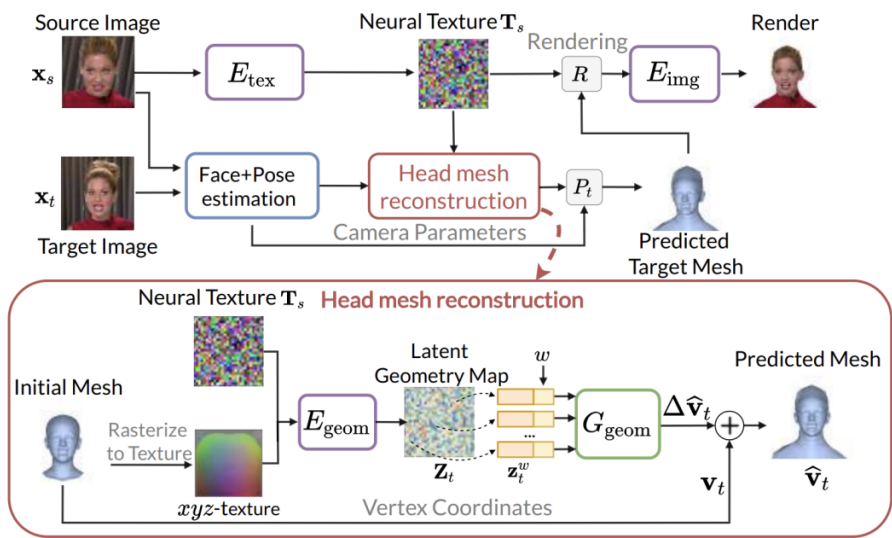 Source Image
Neural Texture T_s
Render
Rendering
x_s
E_tex
R
E_img
x_t
Face+Pose
estimation
Head mesh
reconstruction
P_t
Target Image
Camera Parameters
Predicted
Target Mesh
Neural Texture T_s
Head mesh reconstruction
Initial Mesh
Latent
Geometry Map
w
Predicted Mesh
Rasterize
to Texture
E_geom
...
G_geom
Δv̂_t
+
Z_t
z_t^w
v_t
v̂_t
xyz-texture
Vertex Coordinates